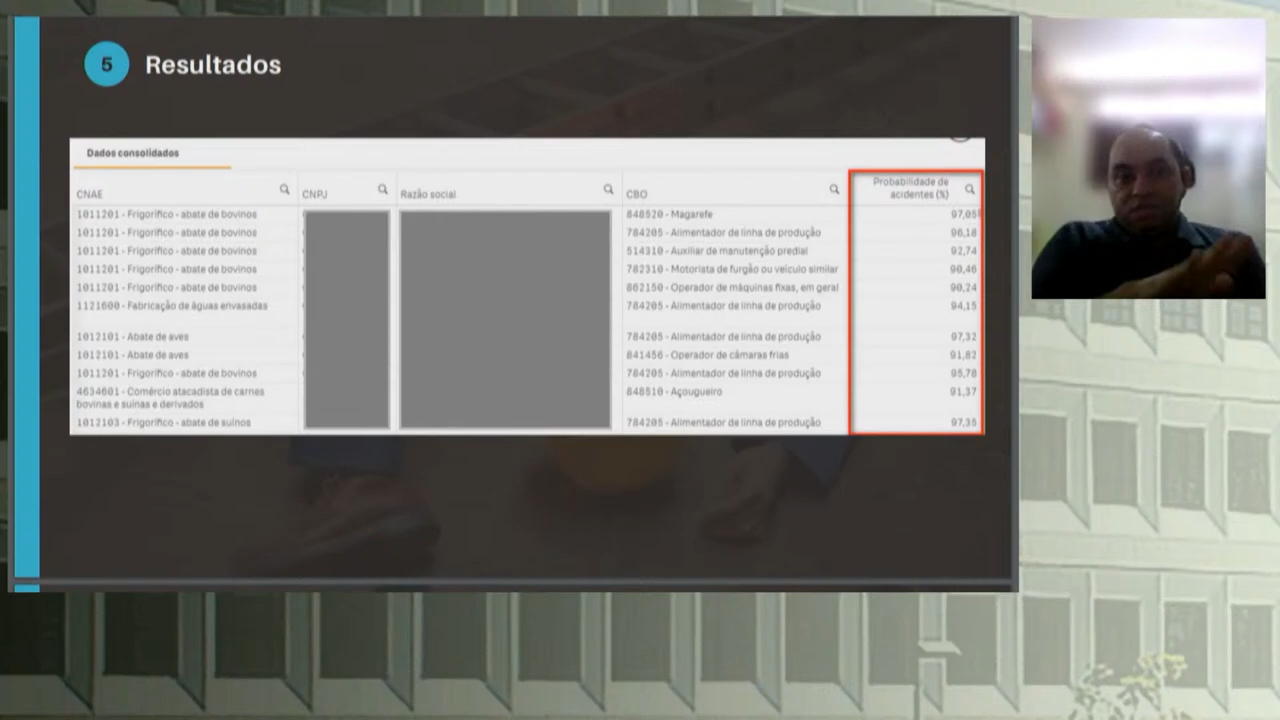 5 Resultados
Dados consolidados
CNAE CNPJ Razão social CBO Probabilidade de acidentes (%)
1011201 - Frigorífico - abate de bovinos 848520 - Magarefe 97,05
1011201 - Frigorífico - abate de bovinos 784205 - Alimentador de linha de produção 96,18
1011201 - Frigorífico - abate de bovinos 514310 - Auxiliar de manutenção predial 92,74
1011201 - Frigorífico - abate de bovinos 782310 - Motorista de furgão ou veículo similar 90,46
1011201 - Frigorífico - abate de bovinos 862150 - Operador de máquinas fixas, em geral 90,24
1121600 - Fabricação de águas envasadas 784205 - Alimentador de linha de produção 94,15
1012101 - Abate de aves 784205 - Alimentador de linha de produção 97,32
1012101 - Abate de aves 841456 - Operador de câmaras frias 91,82
1011201 - Frigorífico - abate de bovinos 784205 - Alimentador de linha de produção 95,78
4634601 - Comércio atacadista de carnes 848510 - Açougueiro 91,37
bovinas e suínas e derivados
1012103 - Frigorífico - abate de suínos 784205 - Alimentador de linha de produção 97,35